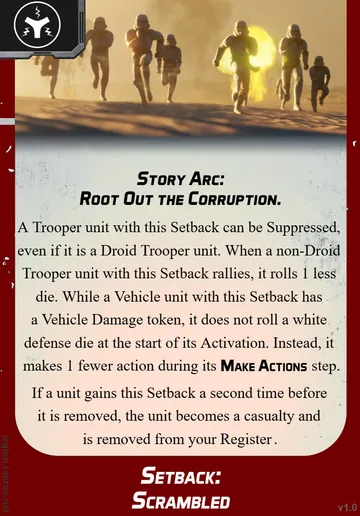 Story Arc:
Root Out the Corruption.
A Trooper unit with this Setback can be Suppressed,
even if it is a Droid Trooper unit. When a non-Droid
Trooper unit with this Setback rallies, it rolls 1 less
die. While a Vehicle unit with this Setback has
a Vehicle Damage token, it does not roll a white
defense die at the start of its Activation. Instead, it
makes 1 fewer action during its Make Actions step.
If a unit gains this Setback a second time before
it is removed, the unit becomes a casualty and
is removed from your Register.
Setback:
Scrambled
v1.0